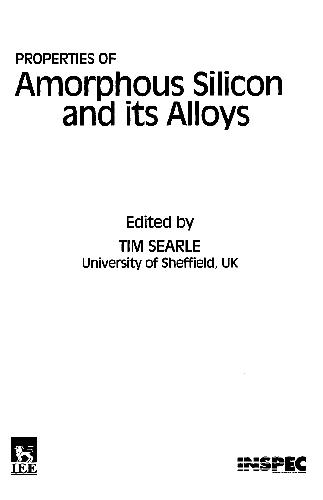 PROPERTIES OF
Amorphous Silicon
and its Alloys
Edited by
TIM SEARLE
University of Sheffield, UK
IEE
INSPEC